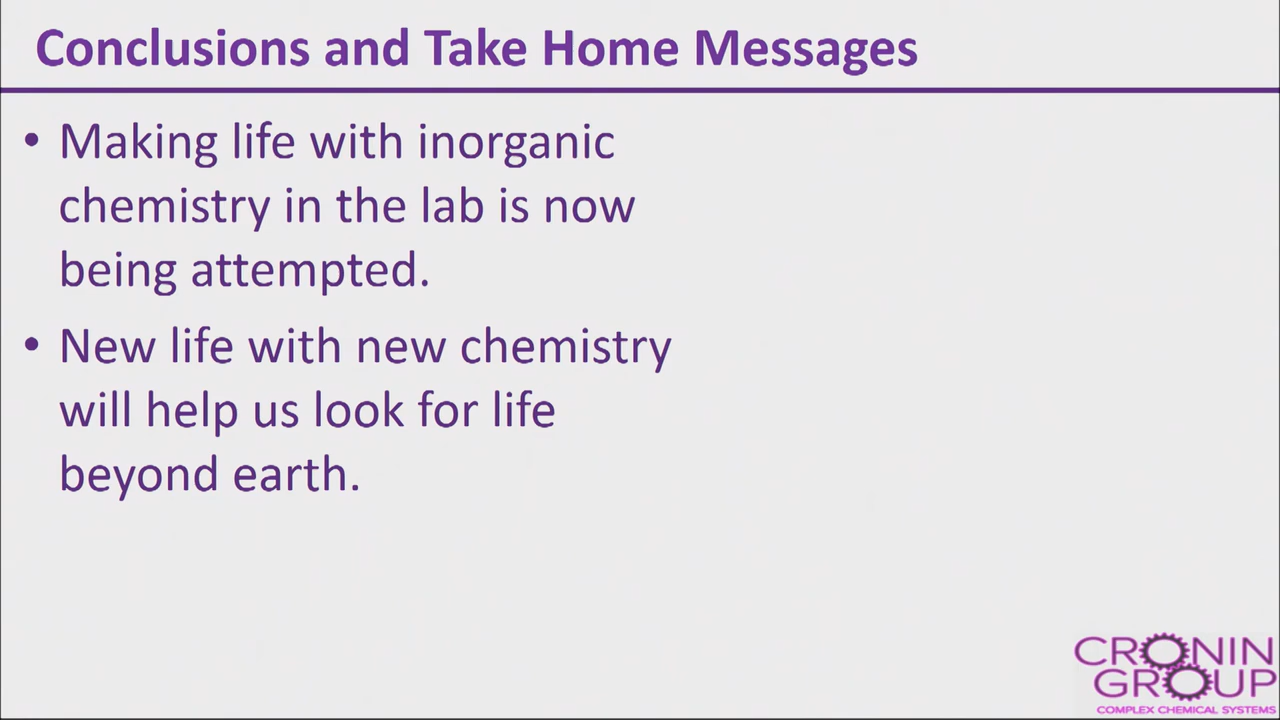 Conclusions and Take Home Messages
• Making life with inorganic
chemistry in the lab is now
being attempted.
• New life with new chemistry
will help us look for life
beyond earth.
CRONIN
GROUP
COMPLEX CHEMICAL SYSTEMS